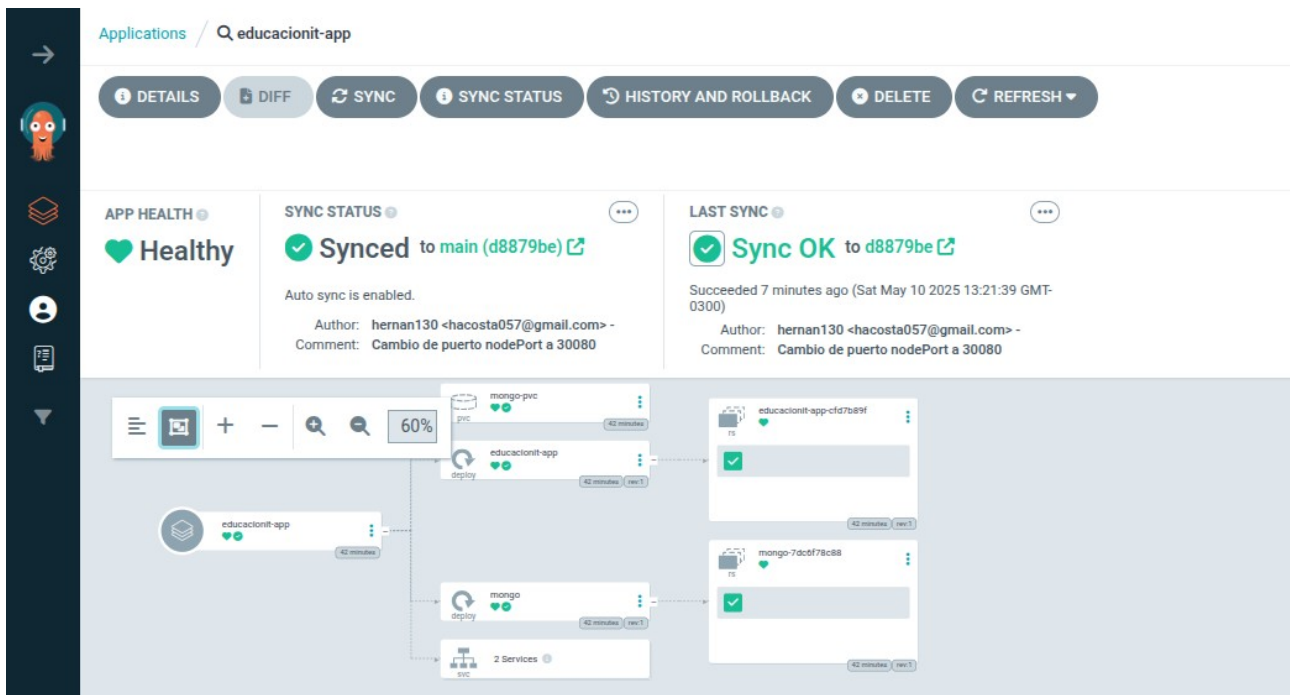 Applications / educacionit-app
DETAILS DIFF SYNC SYNC STATUS HISTORY AND ROLLBACK DELETE REFRESH
APP HEALTH
Healthy
SYNC STATUS
Synced to main (d8879be)
Auto sync is enabled.
Author: hernan130 <hacosta057@gmail.com> -
Comment: Cambio de puerto nodePort a 30080
LAST SYNC
Sync OK to d8879be
Succeeded 7 minutes ago (Sat May 10 2025 13:21:39 GMT-
0300)
Author: hernan130 <hacosta057@gmail.com> -
Comment: Cambio de puerto nodePort a 30080
60%
educacionit-app
42 minutes
mongo-pvc
pvc
42 minutes
educacionit-app
deploy
42 minutes rev:1
mongo
deploy
42 minutes rev:1
2 Services
svc
educacionit-app-cfd7b89f
rs
42 minutes rev:1
mongo-7dc6f78c88
rs
42 minutes rev:1